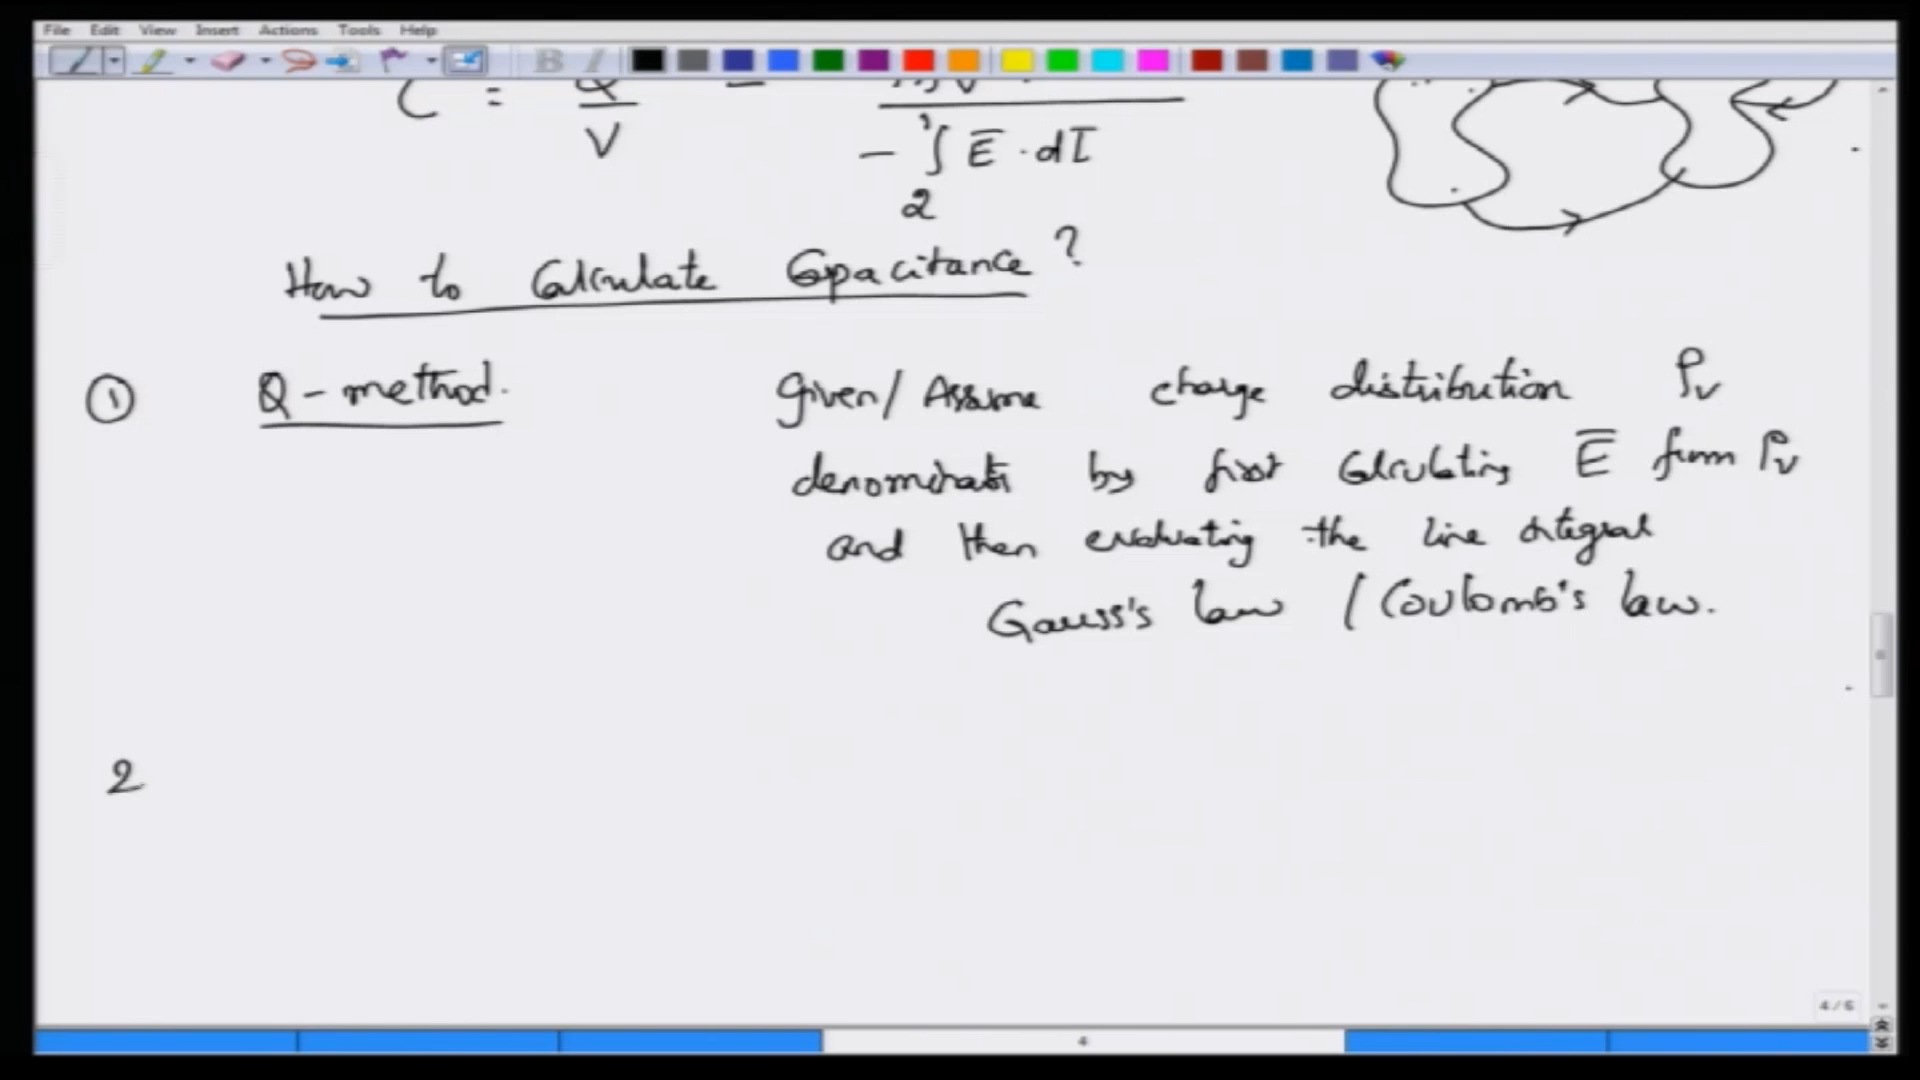 File Edit View Insert Actions Tools Help
B I
C = Q
V
- ∫ E̅ · dl̅
2
How to Calculate Capacitance ?
① Q - method. Given / Assume charge distribution ρv
denominator by first calculating E̅ from ρv
and then evaluating the line integral
Gauss's law / Coulomb's law.
2
4 / 6
4